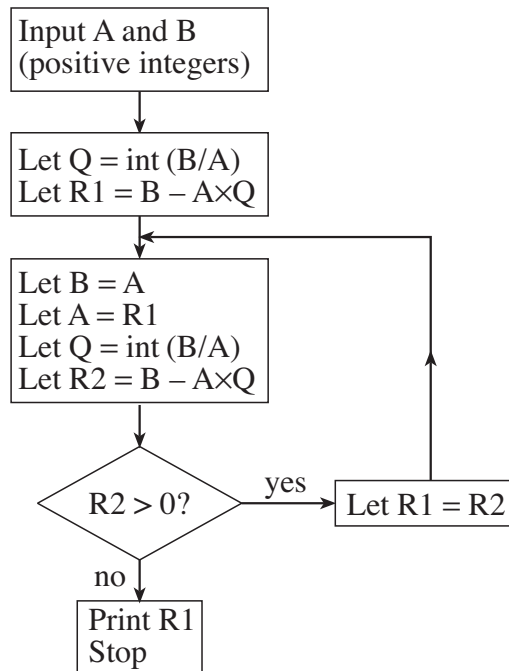 Input A and B
(positive integers)
Let Q = int (B/A)
Let R1 = B – A×Q
Let B = A
Let A = R1
Let Q = int (B/A)
Let R2 = B – A×Q
R2 > 0?
yes
Let R1 = R2
no
Print R1
Stop